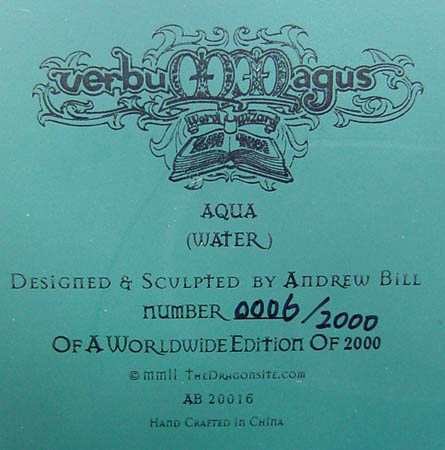 verbuMMagus
Word Wizard
AQUA
(WATER)
DESIGNED & SCULPTED BY ANDREW BILL
NUMBER 0006/2000
OF A WORLDWIDE EDITION OF 2000
© MMII THEDRAGONSITE.COM
AB 20016
HAND CRAFTED IN CHINA